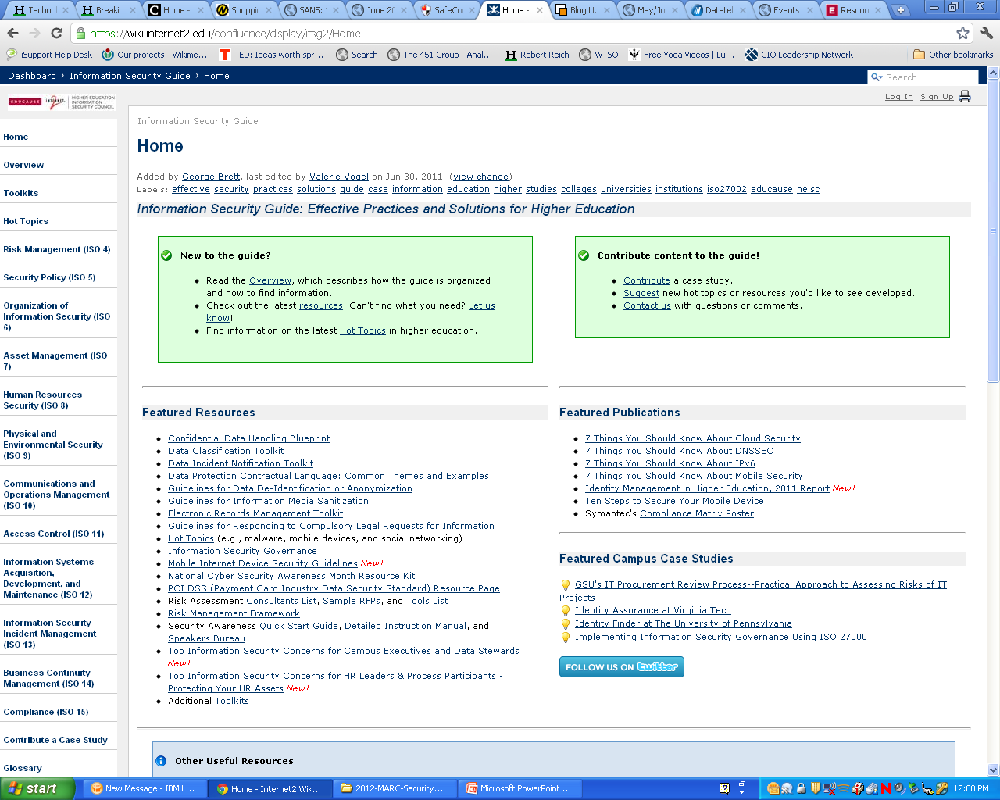 Technol
Breakin
Home -
Shoppin
SANS: S
June 20
SafeCon
Home -
Blog U.
May/Ju
Datatel
Events
Resour
https://wiki.internet2.edu/confluence/display/itsg2/Home
iSupport Help Desk
Our projects - Wikime...
TED: Ideas worth spr...
Search
The 451 Group - Anal...
Robert Reich
WTSO
Free Yoga Videos | Lu...
CIO Leadership Network
Other bookmarks
Dashboard › Information Security Guide › Home
Search
EDUCAUSE INTERNET2 HIGHER EDUCATION INFORMATION SECURITY COUNCIL
Log In | Sign Up
Home
Overview
Toolkits
Hot Topics
Risk Management (ISO 4)
Security Policy (ISO 5)
Organization of
Information Security (ISO
6)
Asset Management (ISO
7)
Human Resources
Security (ISO 8)
Physical and
Environmental Security
(ISO 9)
Communications and
Operations Management
(ISO 10)
Access Control (ISO 11)
Information Systems
Acquisition,
Development, and
Maintenance (ISO 12)
Information Security
Incident Management
(ISO 13)
Business Continuity
Management (ISO 14)
Compliance (ISO 15)
Contribute a Case Study
Glossary
Information Security Guide
Home
Added by George Brett, last edited by Valerie Vogel on Jun 30, 2011 (view change)
Labels: effective security practices solutions guide case information education higher studies colleges universities institutions iso27002 educause heisc
Information Security Guide: Effective Practices and Solutions for Higher Education
New to the guide?
Read the Overview, which describes how the guide is organized
and how to find information.
Check out the latest resources. Can't find what you need? Let us
know!
Find information on the latest Hot Topics in higher education.
Contribute content to the guide!
Contribute a case study.
Suggest new hot topics or resources you'd like to see developed.
Contact us with questions or comments.
Featured Resources
Confidential Data Handling Blueprint
Data Classification Toolkit
Data Incident Notification Toolkit
Data Protection Contractual Language: Common Themes and Examples
Guidelines for Data De-Identification or Anonymization
Guidelines for Information Media Sanitization
Electronic Records Management Toolkit
Guidelines for Responding to Compulsory Legal Requests for Information
Hot Topics (e.g., malware, mobile devices, and social networking)
Information Security Governance
Mobile Internet Device Security Guidelines New!
National Cyber Security Awareness Month Resource Kit
PCI DSS (Payment Card Industry Data Security Standard) Resource Page
Risk Assessment Consultants List, Sample RFPs, and Tools List
Risk Management Framework
Security Awareness Quick Start Guide, Detailed Instruction Manual, and
Speakers Bureau
Top Information Security Concerns for Campus Executives and Data Stewards
New!
Top Information Security Concerns for HR Leaders & Process Participants -
Protecting Your HR Assets New!
Additional Toolkits
Featured Publications
7 Things You Should Know About Cloud Security
7 Things You Should Know About DNSSEC
7 Things You Should Know About IPv6
7 Things You Should Know About Mobile Security
Identity Management in Higher Education, 2011 Report New!
Ten Steps to Secure Your Mobile Device
Symantec's Compliance Matrix Poster
Featured Campus Case Studies
GSU's IT Procurement Review Process--Practical Approach to Assessing Risks of IT
Projects
Identity Assurance at Virginia Tech
Identity Finder at The University of Pennsylvania
Implementing Information Security Governance Using ISO 27000
FOLLOW US ON twitter
Other Useful Resources
start
New Message - IBM L...
Home - Internet2 Wik...
2012-MARC-Security...
Microsoft PowerPoint ...
12:00 PM